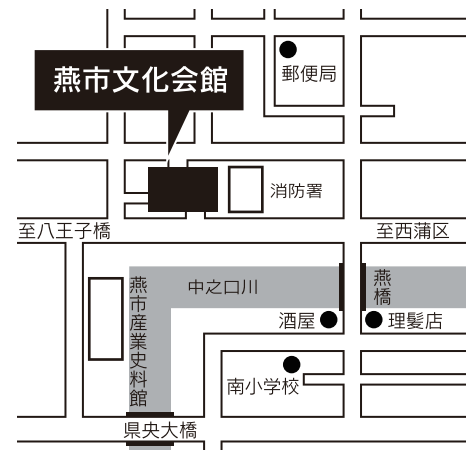 郵便局
燕市文化会館
消防署
至八王子橋
至西蒲区
燕市産業史料館
中之口川
燕橋
酒屋
理髪店
南小学校
県央大橋